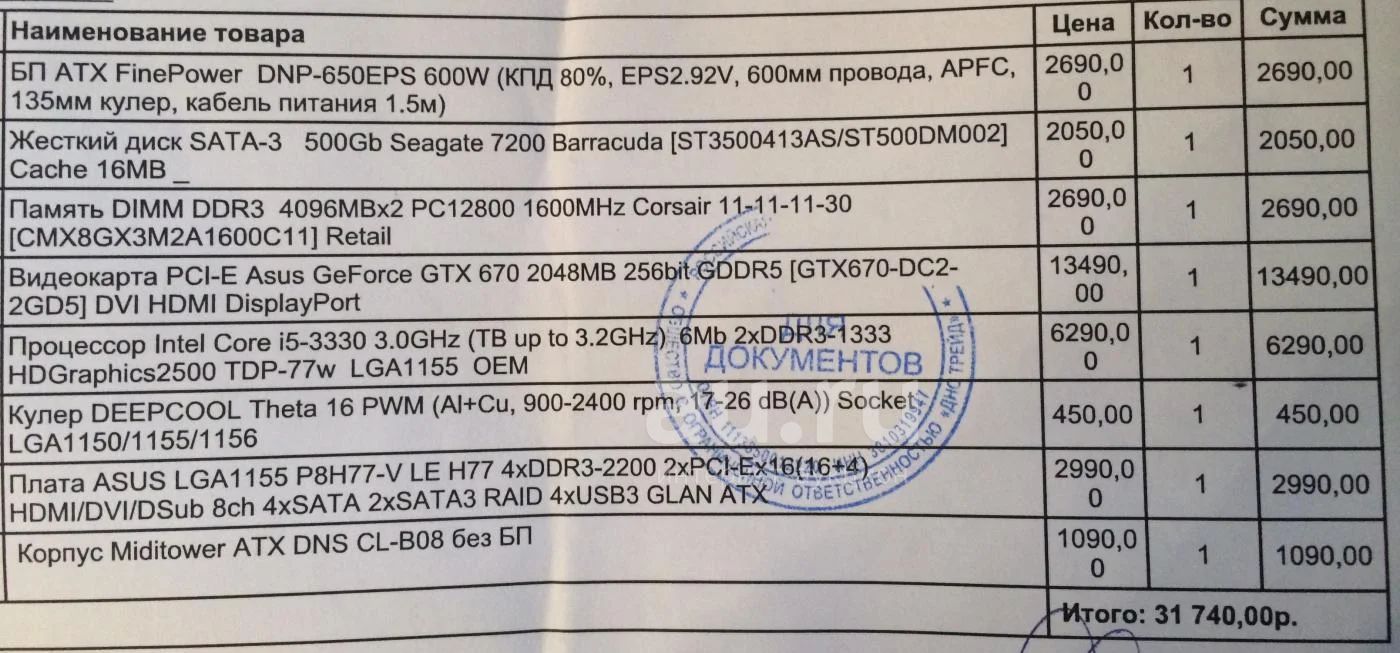 Наименование товара Цена Кол-во Сумма
БП ATX FinePower DNP-650EPS 600W (КПД 80%, EPS2.92V, 600мм провода, APFC, 2690,0 1 2690,00
135мм кулер, кабель питания 1.5м) 0
Жесткий диск SATA-3 500Gb Seagate 7200 Barracuda [ST3500413AS/ST500DM002] 2050,0 1 2050,00
Cache 16MB _ 0
Память DIMM DDR3 4096MBx2 PC12800 1600MHz Corsair 11-11-11-30 2690,0 1 2690,00
[CMX8GX3M2A1600C11] Retail 0
Видеокарта PCI-E Asus GeForce GTX 670 2048MB 256bit GDDR5 [GTX670-DC2- 13490, 1 13490,00
2GD5] DVI HDMI DisplayPort 00
Процессор Intel Core i5-3330 3.0GHz (TB up to 3.2GHz) 6Mb 2xDDR3-1333 6290,0 1 6290,00
HDGraphics2500 TDP-77w LGA1155 OEM 0
Кулер DEEPCOOL Theta 16 PWM (Al+Cu, 900-2400 rpm, 17-26 dB(A)) Socket 450,00 1 450,00
LGA1150/1155/1156
Плата ASUS LGA1155 P8H77-V LE H77 4xDDR3-2200 2xPCI-Ex16(16+4) 2990,0 1 2990,00
HDMI/DVI/DSub 8ch 4xSATA 2xSATA3 RAID 4xUSB3 GLAN ATX 0
Корпус Miditower ATX DNS CL-B08 без БП 1090,0 1 1090,00
0
Итого: 31 740,00р.
ДЛЯ
ДОКУМЕНТОВ
РОССИЙСКАЯ
ОБЩЕСТВО С ОГРАНИЧЕННОЙ ОТВЕТСТВЕННОСТЬЮ «ДНС ТРЕЙД»
au.ru